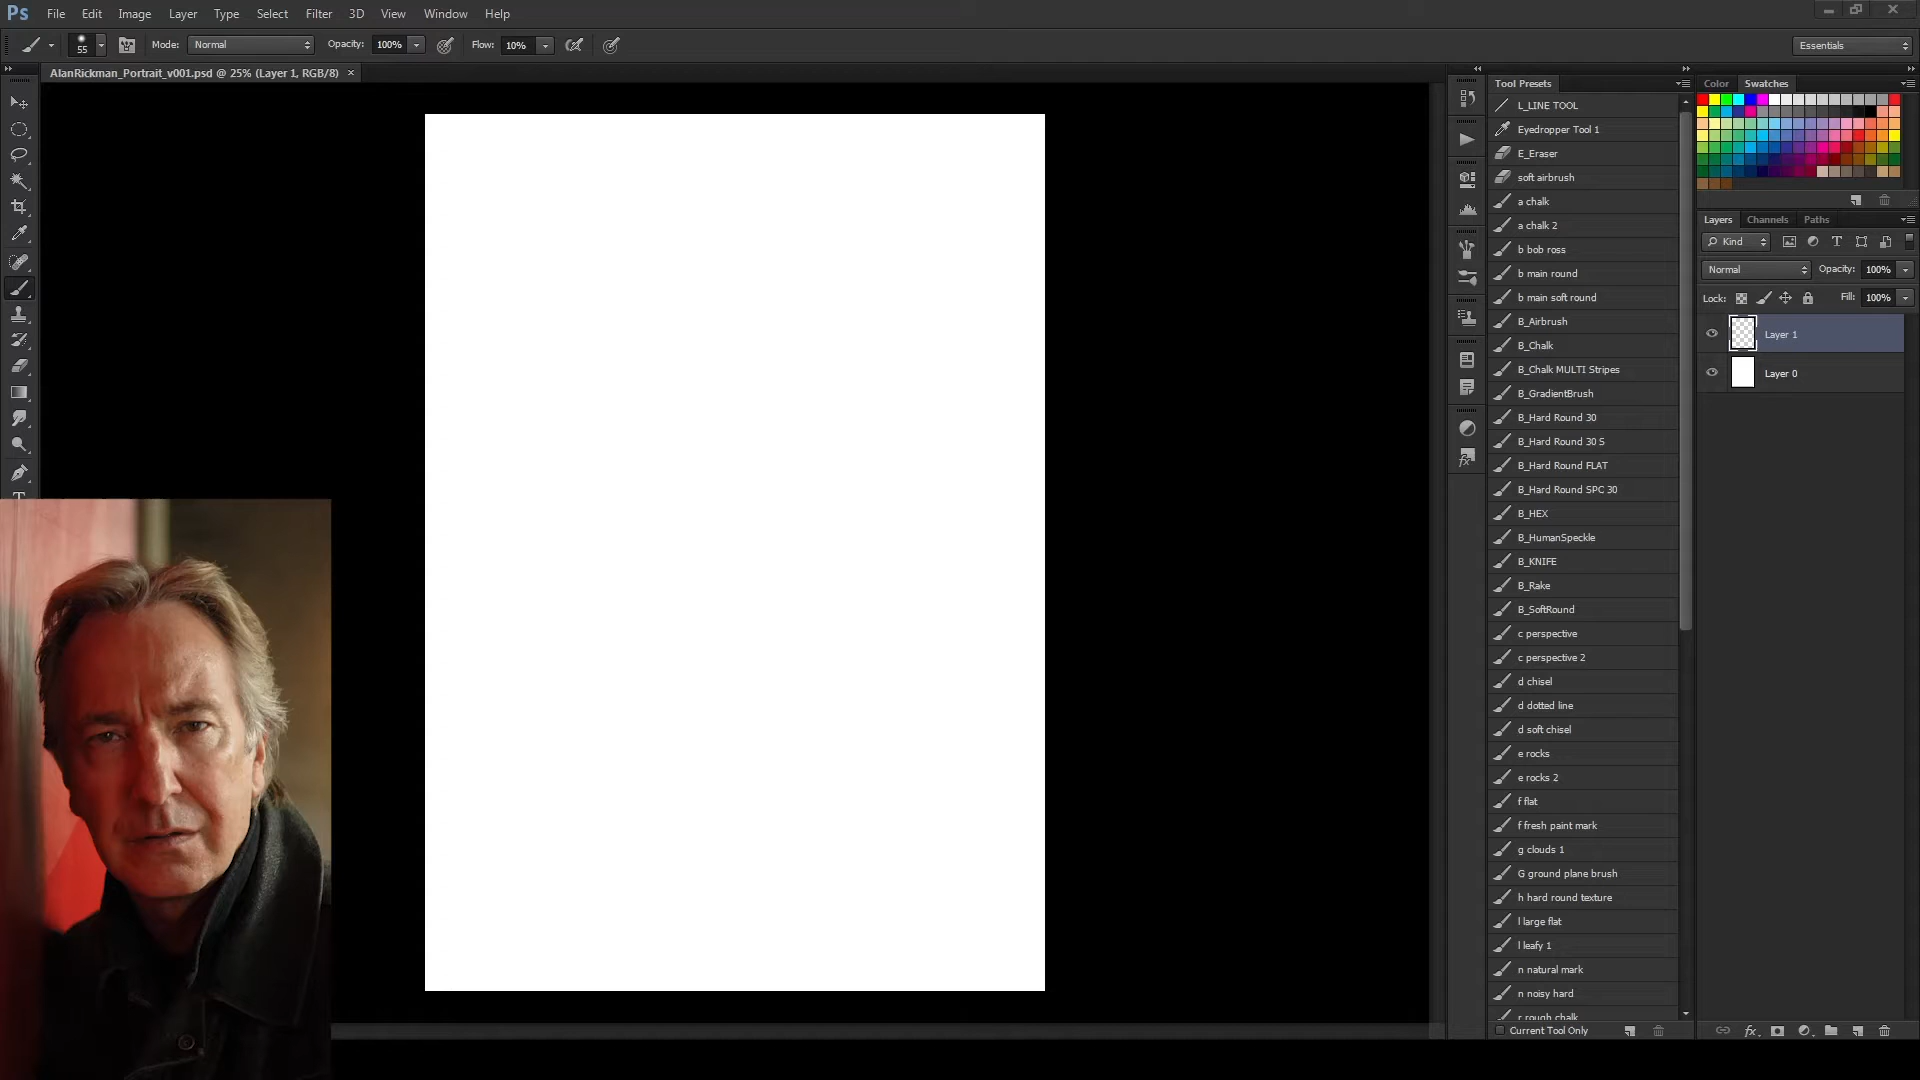 Ps File Edit Image Layer Type Select Filter 3D View Window Help
55 Mode: Normal Opacity: 100% Flow: 10% Essentials
AlanRickman_Portrait_v001.psd @ 25% (Layer 1, RGB/8) ×
Tool Presets
L_LINE TOOL
Eyedropper Tool 1
E_Eraser
soft airbrush
a chalk
a chalk 2
b bob ross
b main round
b main soft round
B_Airbrush
B_Chalk
B_Chalk MULTI Stripes
B_GradientBrush
B_Hard Round 30
B_Hard Round 30 S
B_Hard Round FLAT
B_Hard Round SPC 30
B_HEX
B_HumanSpeckle
B_KNIFE
B_Rake
B_SoftRound
c perspective
c perspective 2
d chisel
d dotted line
d soft chisel
e rocks
e rocks 2
f flat
f fresh paint mark
g clouds 1
G ground plane brush
h hard round texture
l large flat
l leafy 1
n natural mark
n noisy hard
r rough chalk
Current Tool Only
Color Swatches
Layers Channels Paths
Kind
Normal Opacity: 100%
Lock: Fill: 100%
Layer 1
Layer 0
fx